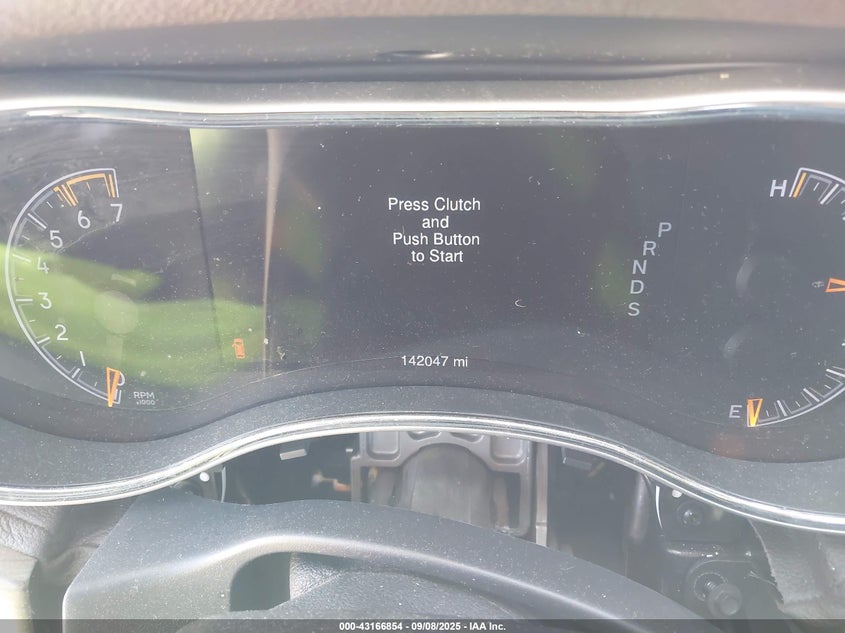 Press Clutch
and
Push Button
to Start
7
6
5
4
3
2
1
0
RPM
x1000
P
R
N
D
S
H
E
142047 mi
000-43166854 - 09/08/2025 - IAA Inc.